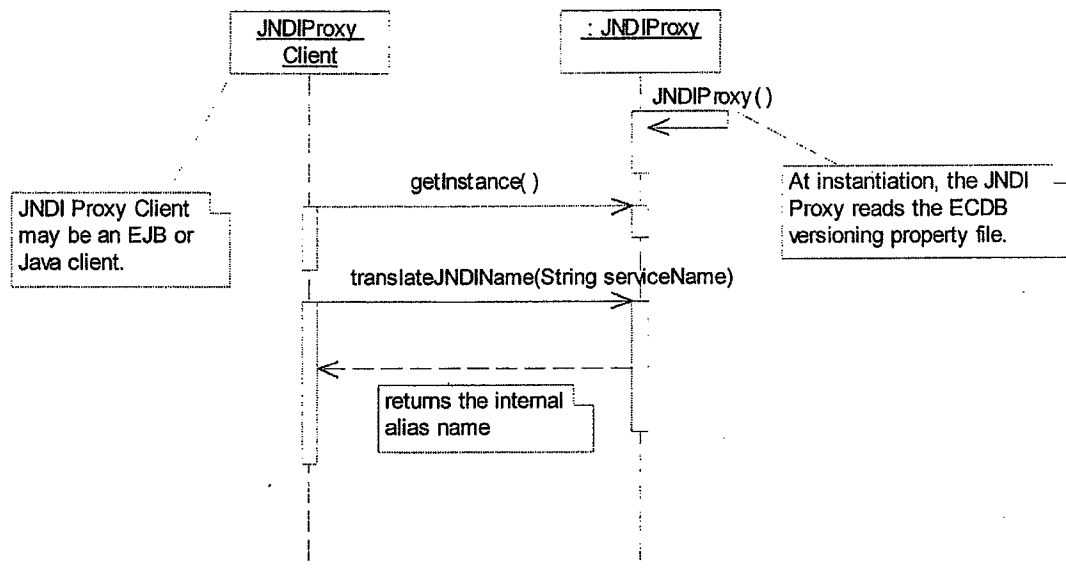 JNDIProxy
Client
: JNDIProxy
JNDIProxy()
getInstance()
JNDI Proxy Client
may be an EJB or
Java client.
At instantiation, the JNDI
Proxy reads the ECDB
versioning property file.
translateJNDIName(String serviceName)
returns the internal
alias name